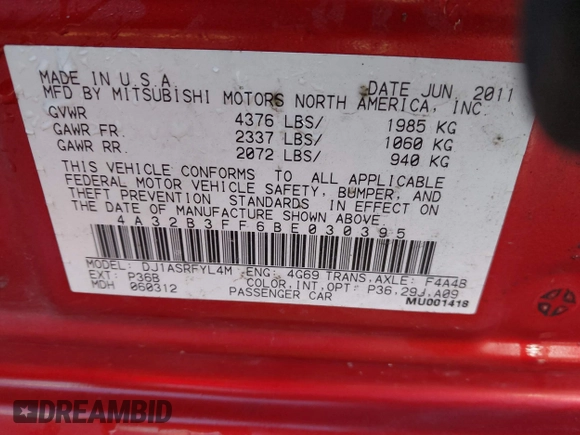 MADE IN U.S.A DATE JUN 2011
MFD BY MITSUBISHI MOTORS NORTH AMERICA, INC.
GVWR 4376 LBS/ 1985 KG
GAWR FR. 2337 LBS/ 1060 KG
GAWR RR. 2072 LBS/ 940 KG
THIS VEHICLE CONFORMS TO ALL APPLICABLE
FEDERAL MOTOR VEHICLE SAFETY, BUMPER, AND
THEFT PREVENTION STANDARDS IN EFFECT ON
THE DATE OF MANUFACTURE SHOWN ABOVE.
4A32B3FF6BE030395
MODEL: DJ1ASRFYL4M ENG: 4G69 TRANS,AXLE: F4A4B
EXT: P36B COLOR,INT,OPT: P36,29J,A09
MDH 060312 PASSENGER CAR
MU001418
DREAMBID